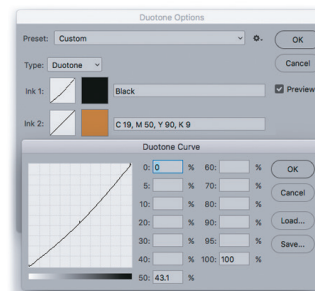 Duotone Options
Preset: Custom OK
Type: Duotone Cancel
Ink 1: Black Preview
Ink 2: C 19, M 50, Y 90, K 9
Duotone Curve
0: 0 % 60: % OK
5: % 70: % Cancel
10: % 80: %
20: % 90: % Load...
30: % 95: % Save...
40: % 100: 100 %
50: 43.1 %